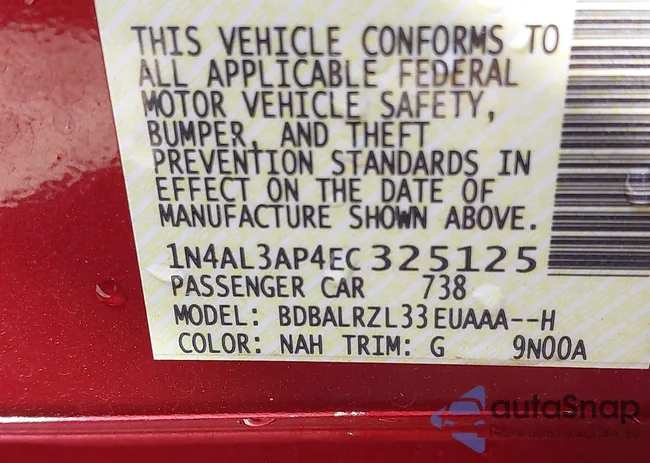 THIS VEHICLE CONFORMS TO
ALL APPLICABLE FEDERAL
MOTOR VEHICLE SAFETY,
BUMPER, AND THEFT
PREVENTION STANDARDS IN
EFFECT ON THE DATE OF
MANUFACTURE SHOWN ABOVE.
1N4AL3AP4EC325125
PASSENGER CAR 738
MODEL: BDBALRZL33EUAAA--H
COLOR: NAH TRIM: G 9N00A
autoSnap